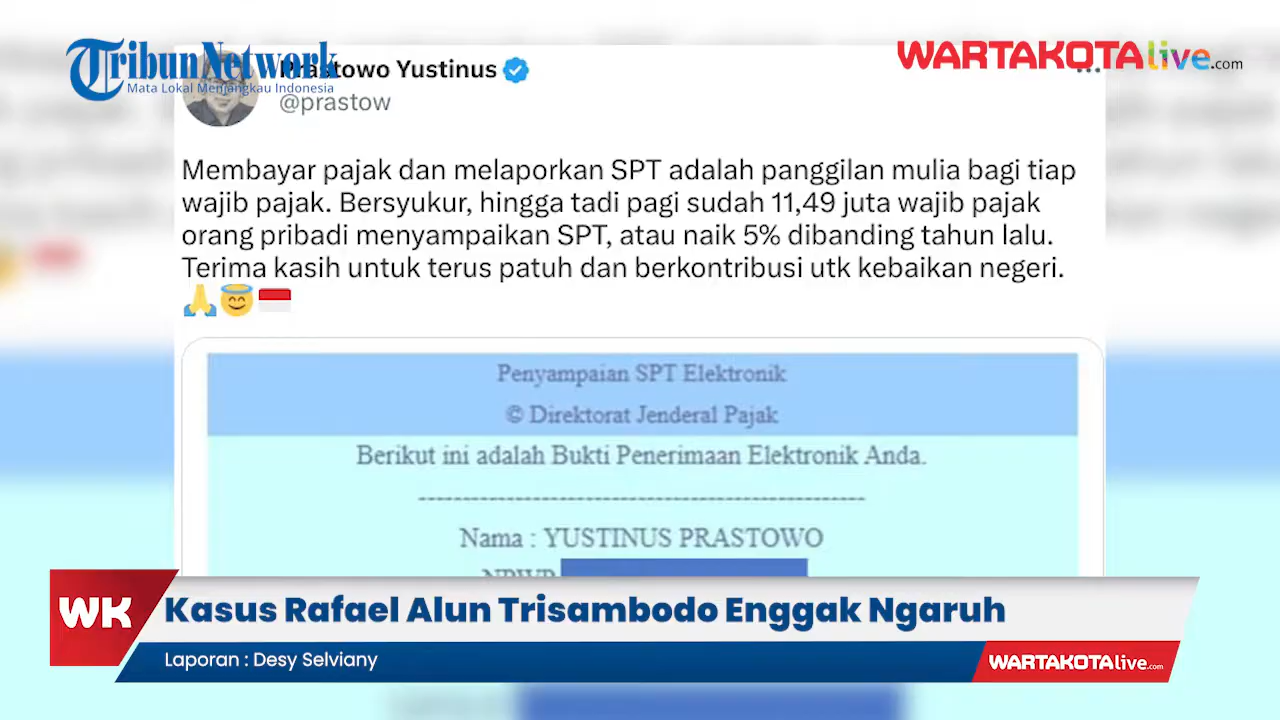 TribunNetwork
Mata Lokal Menjangkau Indonesia
WARTAKOTAlive.com
Prastowo Yustinus
@prastow
Membayar pajak dan melaporkan SPT adalah panggilan mulia bagi tiap
wajib pajak. Bersyukur, hingga tadi pagi sudah 11,49 juta wajib pajak
orang pribadi menyampaikan SPT, atau naik 5% dibanding tahun lalu.
Terima kasih untuk terus patuh dan berkontribusi utk kebaikan negeri.
🙏😇🇮🇩
Penyampaian SPT Elektronik
© Direktorat Jenderal Pajak
Berikut ini adalah Bukti Penerimaan Elektronik Anda.
Nama : YUSTINUS PRASTOWO
NPWP
WK
Kasus Rafael Alun Trisambodo Enggak Ngaruh
Laporan : Desy Selviany
WARTAKOTAlive.com